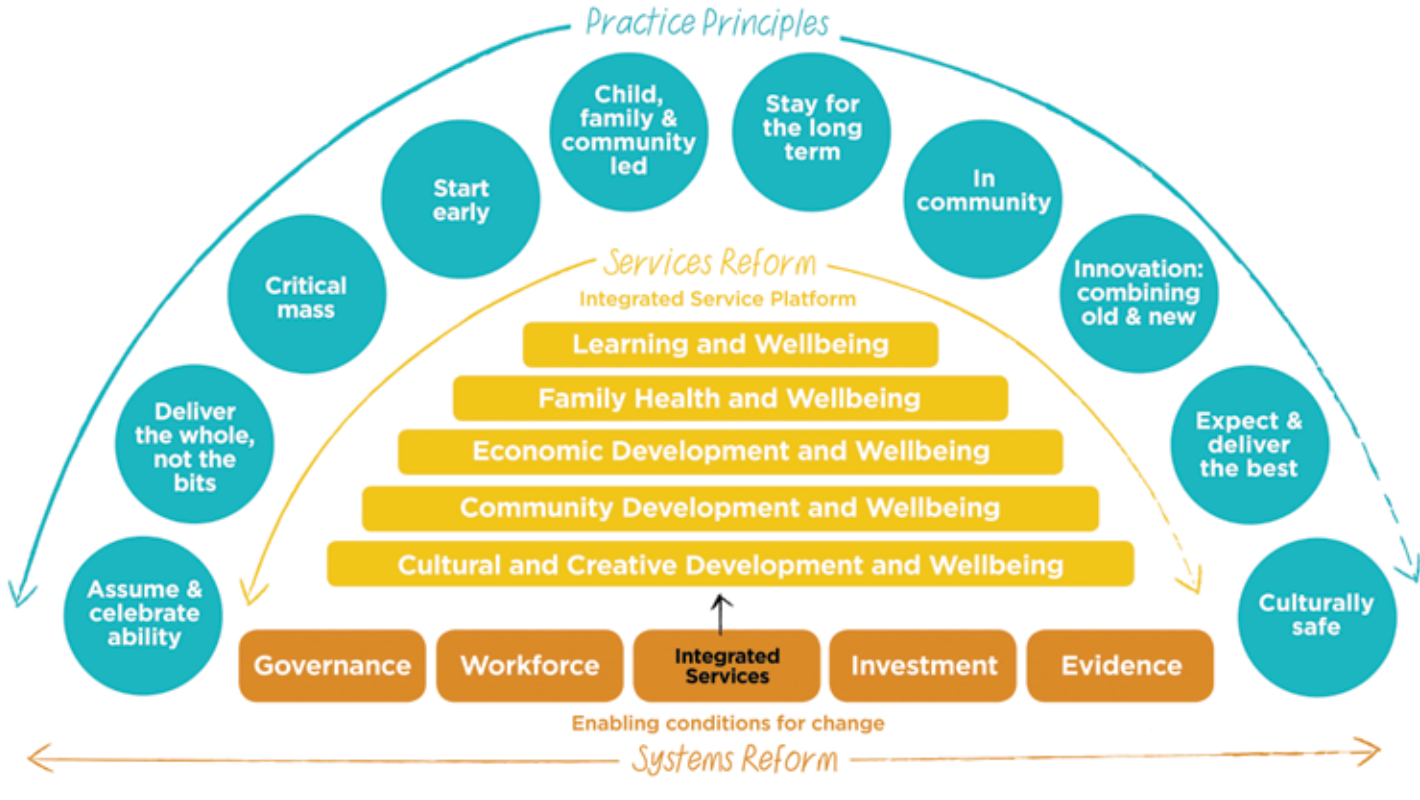 Practice Principles
Child,
family &
community
led
Stay for
the long
term
Start
early
In
community
Critical
mass
Innovation:
combining
old & new
Deliver
the whole,
not the
bits
Expect &
deliver
the best
Assume &
celebrate
ability
Culturally
safe
Services Reform
Integrated Service Platform
Learning and Wellbeing
Family Health and Wellbeing
Economic Development and Wellbeing
Community Development and Wellbeing
Cultural and Creative Development and Wellbeing
Governance
Workforce
Integrated
Services
Investment
Evidence
Enabling conditions for change
Systems Reform